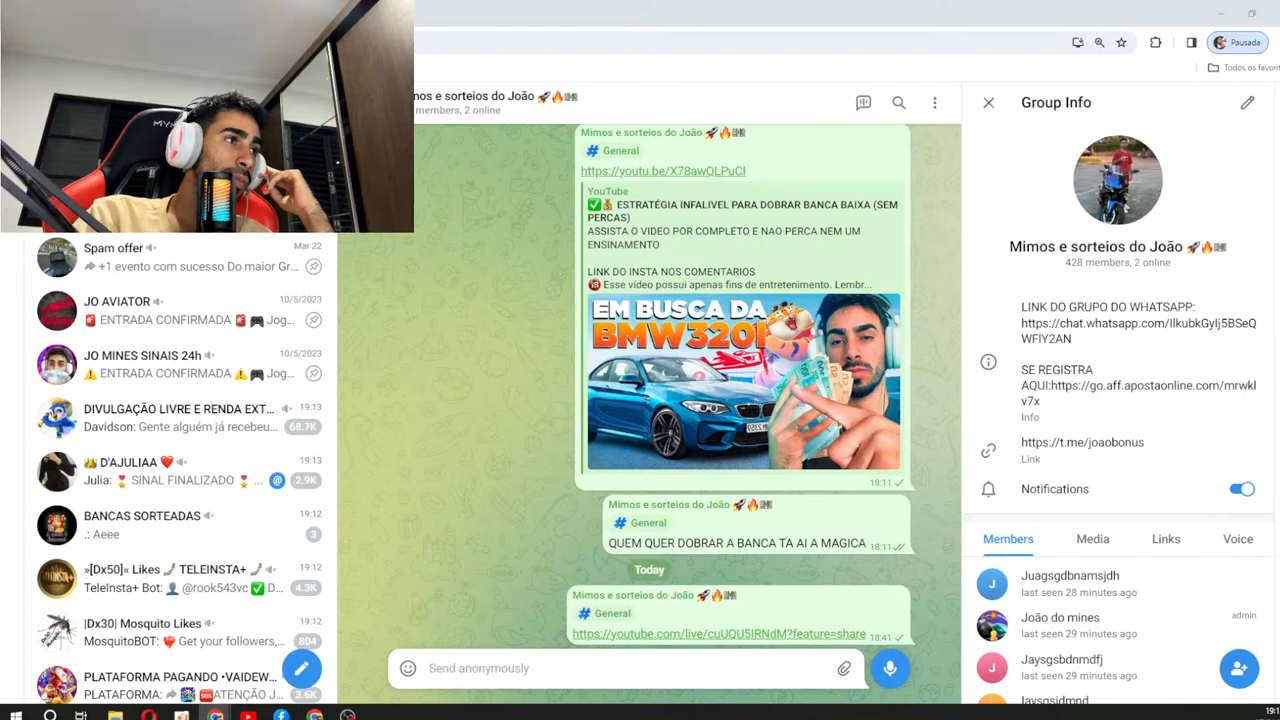 Pausada
Todos os favorit
mos e sorteios do João 🚀🔥💵
members, 2 online
Spam offer
Mar 22
+1 evento com sucesso Do maior Gr...
JO AVIATOR
10/5/2023
🚨 ENTRADA CONFIRMADA 🚨 🎮 Jog...
JO MINES SINAIS 24h
10/5/2023
⚠️ ENTRADA CONFIRMADA ⚠️ 🎮 Jog...
DIVULGAÇÃO LIVRE E RENDA EXT...
19:13
Davidson: Gente alguém já recebeu...
68.7K
👑 D'AJULIAA ❤️
19:13
Julia: 🎖 SINAL FINALIZADO 🎖 ...
@
2.9K
BANCAS SORTEADAS
19:12
.: Aeee
3
»[Dx50]« Likes 🤳 TELEINSTA+ 🤳
19:12
TeleInsta+ Bot: 👤 @rook543vc ✅ D...
4.3K
|Dx30| Mosquito Likes
19:12
MosquitoBOT: ❤️ Get your followers,...
804
PLATAFORMA PAGANDO •VAIDEW...
PLATAFORMA: 🎰 🆘ATENÇÃO J...
3.6K
Mimos e sorteios do João 🚀🔥💵
# General
https://youtu.be/X78awQLPuCI
YouTube
✅💰 ESTRATÉGIA INFALIVEL PARA DOBRAR BANCA BAIXA (SEM
PERCAS)
ASSISTA O VIDEO POR COMPLETO E NAO PERCA NEM UM
ENSINAMENTO
LINK DO INSTA NOS COMENTARIOS
🔞 Esse vídeo possui apenas fins de entretenimento. Lembr...
EM BUSCA DA
BMW320I
18:11
Mimos e sorteios do João 🚀🔥💵
# General
QUEM QUER DOBRAR A BANCA TA AI A MAGICA
18:11
Today
Mimos e sorteios do João 🚀🔥💵
# General
https://youtube.com/live/cuUQU5IRNdM?feature=share
18:41
Send anonymously
Group Info
Mimos e sorteios do João 🚀🔥💵
428 members, 2 online
LINK DO GRUPO DO WHATSAPP:
https://chat.whatsapp.com/IlkubkGyIj5BSeQ
WFlY2AN
SE REGISTRA
AQUI:https://go.aff.apostaonline.com/mrwkl
v7x
Info
https://t.me/joaobonus
Link
Notifications
Members
Media
Links
Voice
J
Juagsgdbnamsjdh
last seen 28 minutes ago
João do mines
admin
last seen 29 minutes ago
J
Jaysgsbdnmdfj
last seen 29 minutes ago
Jaysgsidmnd
19:1